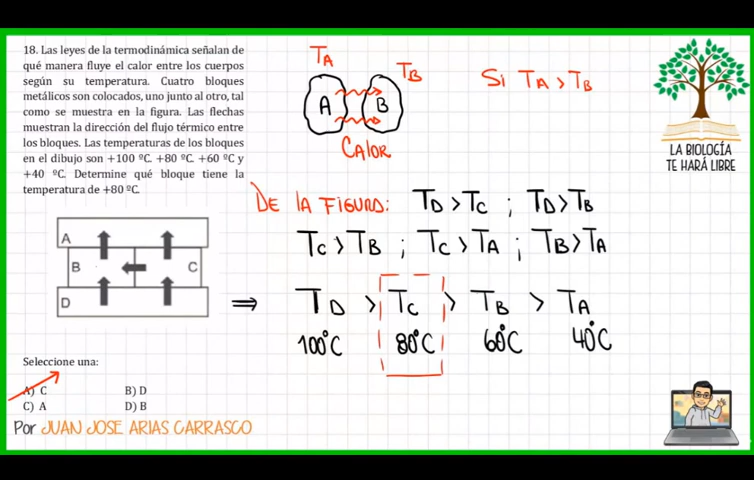 18. Las leyes de la termodinámica señalan de
qué manera fluye el calor entre los cuerpos
según su temperatura. Cuatro bloques
metálicos son colocados, uno junto al otro, tal
como se muestra en la figura. Las flechas
muestran la dirección del flujo térmico entre
los bloques. Las temperaturas de los bloques
en el dibujo son +100 ºC. +80 ºC. +60 ºC y
+40 ºC. Determine qué bloque tiene la
temperatura de +80 ºC.
A
B
C
D
Seleccione una:
A) C B) D
C) A D) B
Por JUAN JOSE ARIAS CARRASCO
TA
TB
A
B
CALOR
Si TA > TB
LA BIOLOGÍA
TE HARÁ LIBRE
DE LA FIGURA: TD > TC ; TD > TB
TC > TB ; TC > TA ; TB > TA
⇒ TD > TC > TB > TA
100°C 80°C 60°C 40°C